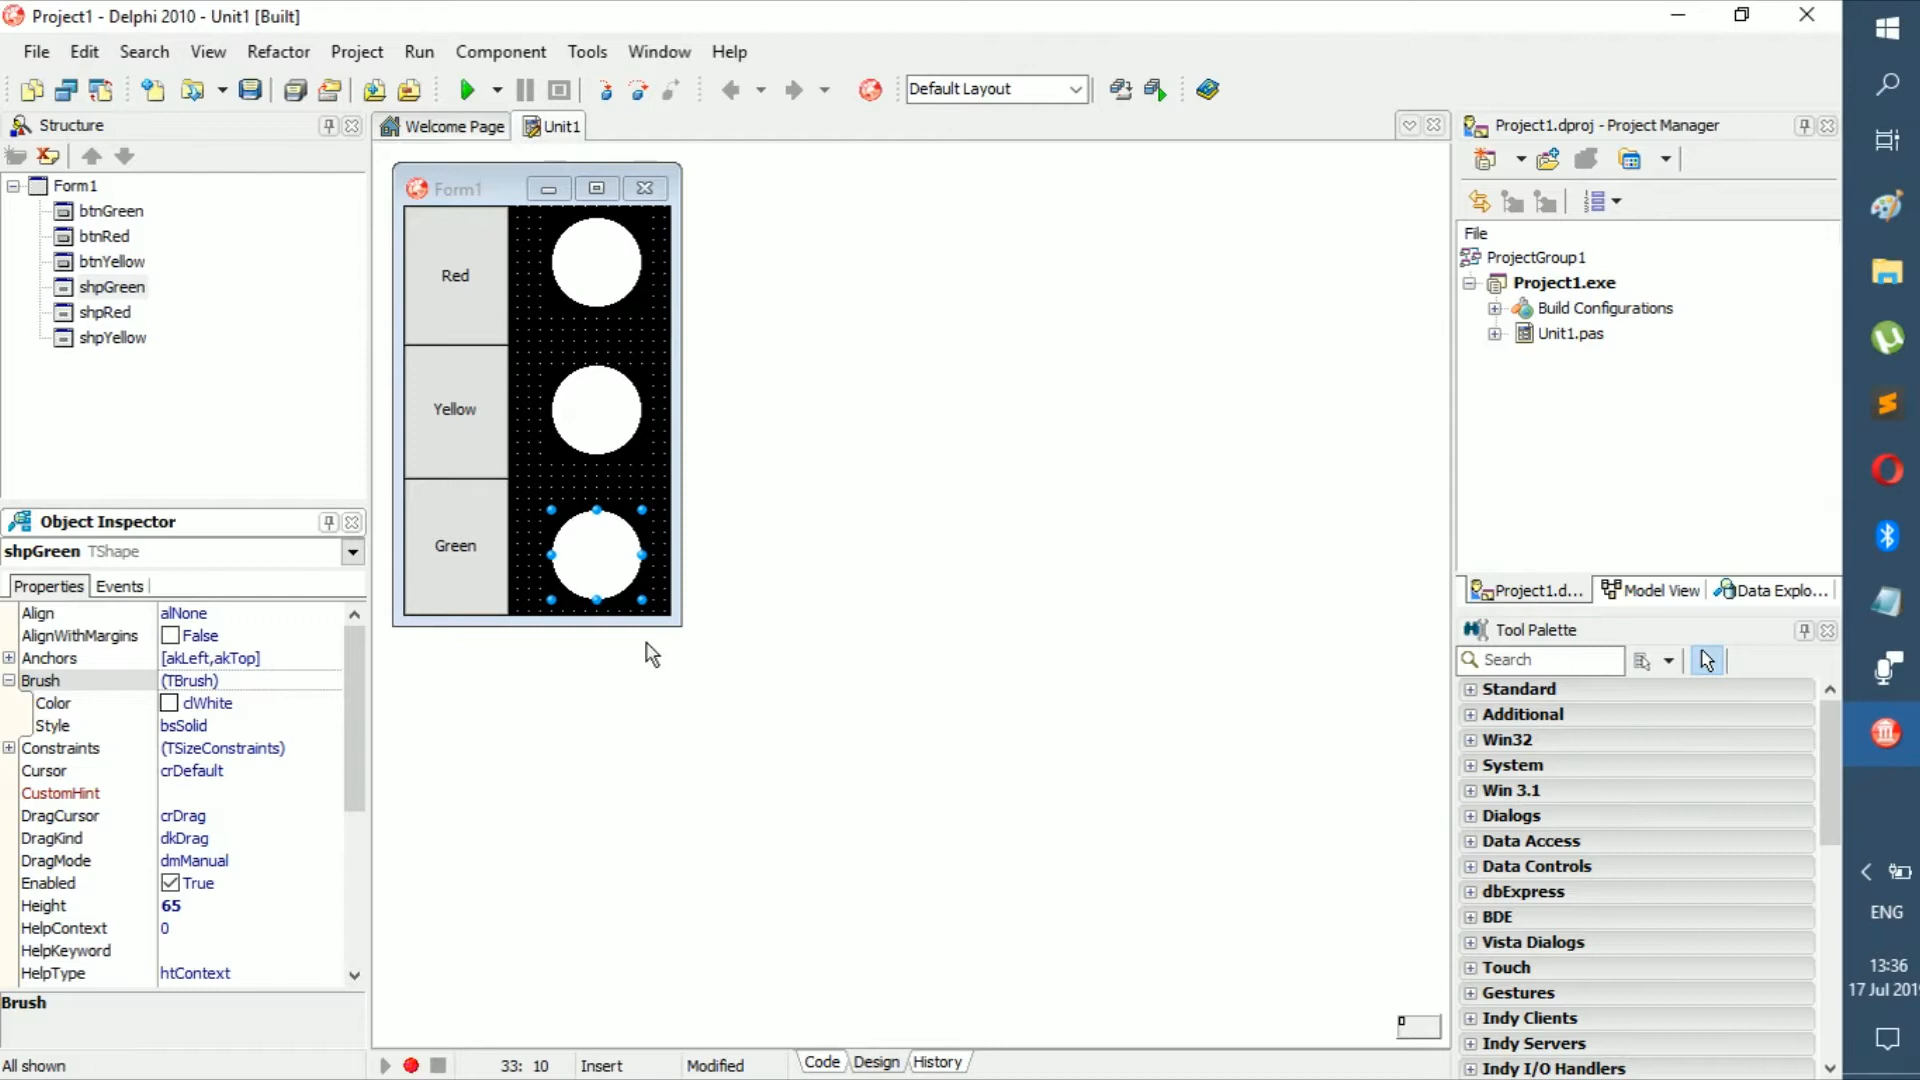 Project1 - Delphi 2010 - Unit1 [Built]
File Edit Search View Refactor Project Run Component Tools Window Help
Default Layout
Structure
Form1
btnGreen
btnRed
btnYellow
shpGreen
shpRed
shpYellow
Object Inspector
shpGreen TShape
Properties Events
Align alNone
AlignWithMargins False
Anchors [akLeft,akTop]
Brush (TBrush)
Color clWhite
Style bsSolid
Constraints (TSizeConstraints)
Cursor crDefault
CustomHint
DragCursor crDrag
DragKind dkDrag
DragMode dmManual
Enabled True
Height 65
HelpContext 0
HelpKeyword
HelpType htContext
Brush
All shown
Welcome Page Unit1
Form1
Red
Yellow
Green
33: 10 Insert Modified Code Design History
Project1.dproj - Project Manager
File
ProjectGroup1
Project1.exe
Build Configurations
Unit1.pas
Project1.d... Model View Data Explo...
Tool Palette
Search
Standard
Additional
Win32
System
Win 3.1
Dialogs
Data Access
Data Controls
dbExpress
BDE
Vista Dialogs
Touch
Gestures
Indy Clients
Indy Servers
Indy I/O Handlers
ENG
13:36
17 Jul 201